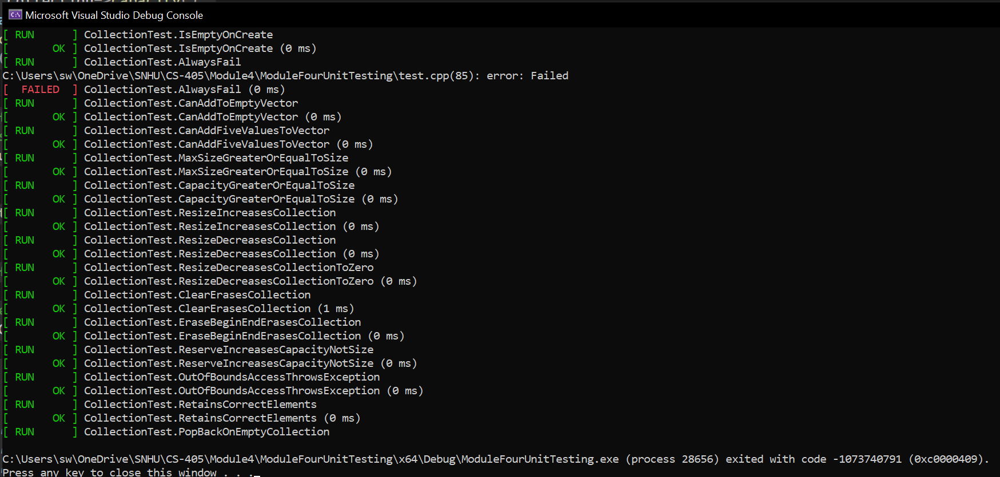 Microsoft Visual Studio Debug Console
[ RUN      ] CollectionTest.IsEmptyOnCreate
[       OK ] CollectionTest.IsEmptyOnCreate (0 ms)
[ RUN      ] CollectionTest.AlwaysFail
C:\Users\sw\OneDrive\SNHU\CS-405\Module4\ModuleFourUnitTesting\test.cpp(85): error: Failed
[  FAILED  ] CollectionTest.AlwaysFail (0 ms)
[ RUN      ] CollectionTest.CanAddToEmptyVector
[       OK ] CollectionTest.CanAddToEmptyVector (0 ms)
[ RUN      ] CollectionTest.CanAddFiveValuesToVector
[       OK ] CollectionTest.CanAddFiveValuesToVector (0 ms)
[ RUN      ] CollectionTest.MaxSizeGreaterOrEqualToSize
[       OK ] CollectionTest.MaxSizeGreaterOrEqualToSize (0 ms)
[ RUN      ] CollectionTest.CapacityGreaterOrEqualToSize
[       OK ] CollectionTest.CapacityGreaterOrEqualToSize (0 ms)
[ RUN      ] CollectionTest.ResizeIncreasesCollection
[       OK ] CollectionTest.ResizeIncreasesCollection (0 ms)
[ RUN      ] CollectionTest.ResizeDecreasesCollection
[       OK ] CollectionTest.ResizeDecreasesCollection (0 ms)
[ RUN      ] CollectionTest.ResizeDecreasesCollectionToZero
[       OK ] CollectionTest.ResizeDecreasesCollectionToZero (0 ms)
[ RUN      ] CollectionTest.ClearErasesCollection
[       OK ] CollectionTest.ClearErasesCollection (1 ms)
[ RUN      ] CollectionTest.EraseBeginEndErasesCollection
[       OK ] CollectionTest.EraseBeginEndErasesCollection (0 ms)
[ RUN      ] CollectionTest.ReserveIncreasesCapacityNotSize
[       OK ] CollectionTest.ReserveIncreasesCapacityNotSize (0 ms)
[ RUN      ] CollectionTest.OutOfBoundsAccessThrowsException
[       OK ] CollectionTest.OutOfBoundsAccessThrowsException (0 ms)
[ RUN      ] CollectionTest.RetainsCorrectElements
[       OK ] CollectionTest.RetainsCorrectElements (0 ms)
[ RUN      ] CollectionTest.PopBackOnEmptyCollection
C:\Users\sw\OneDrive\SNHU\CS-405\Module4\ModuleFourUnitTesting\x64\Debug\ModuleFourUnitTesting.exe (process 28656) exited with code -1073740791 (0xc0000409).
Press any key to close this window . . .